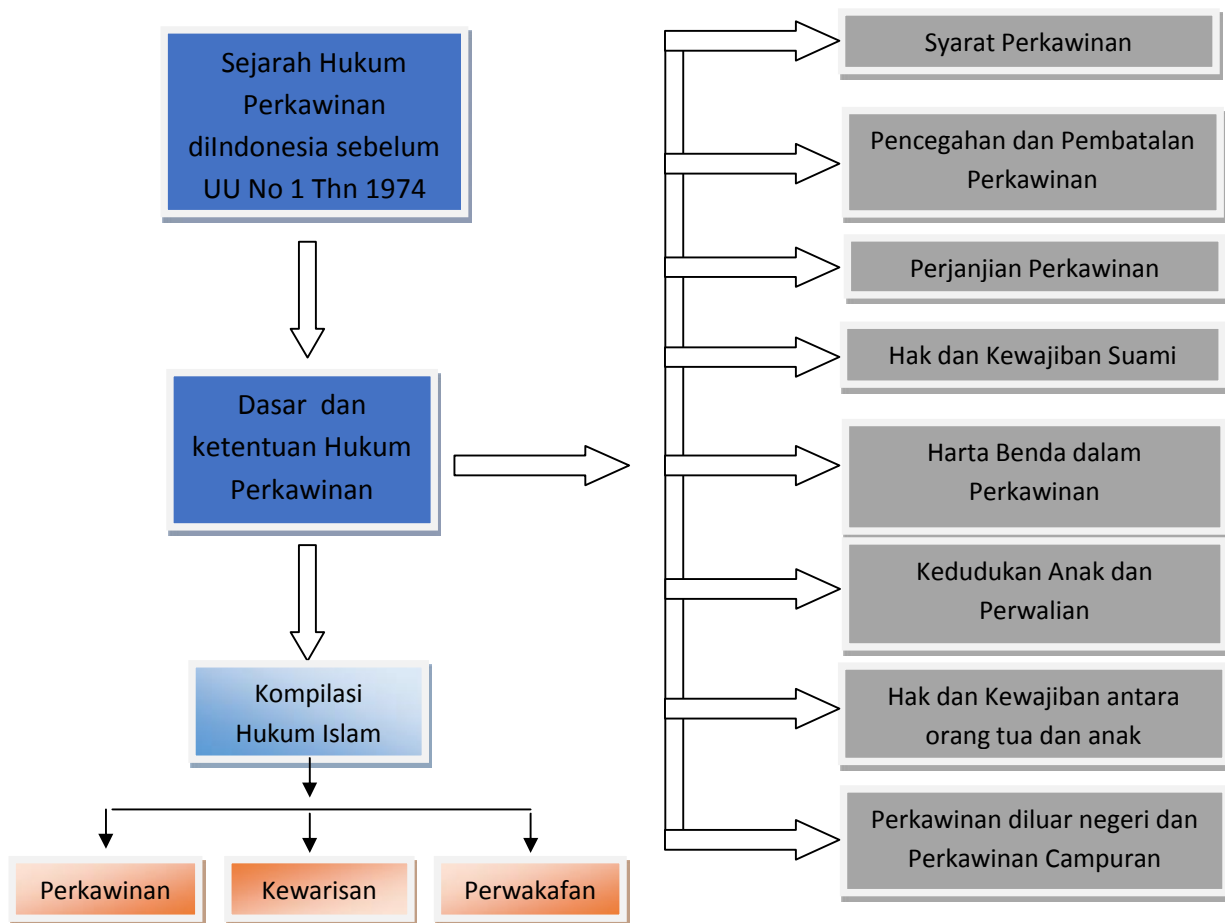 Sejarah Hukum
Perkawinan
diIndonesia sebelum
UU No 1 Thn 1974
Dasar dan
ketentuan Hukum
Perkawinan
Kompilasi
Hukum Islam
Perkawinan
Kewarisan
Perwakafan
Syarat Perkawinan
Pencegahan dan Pembatalan
Perkawinan
Perjanjian Perkawinan
Hak dan Kewajiban Suami
Harta Benda dalam
Perkawinan
Kedudukan Anak dan
Perwalian
Hak dan Kewajiban antara
orang tua dan anak
Perkawinan diluar negeri dan
Perkawinan Campuran